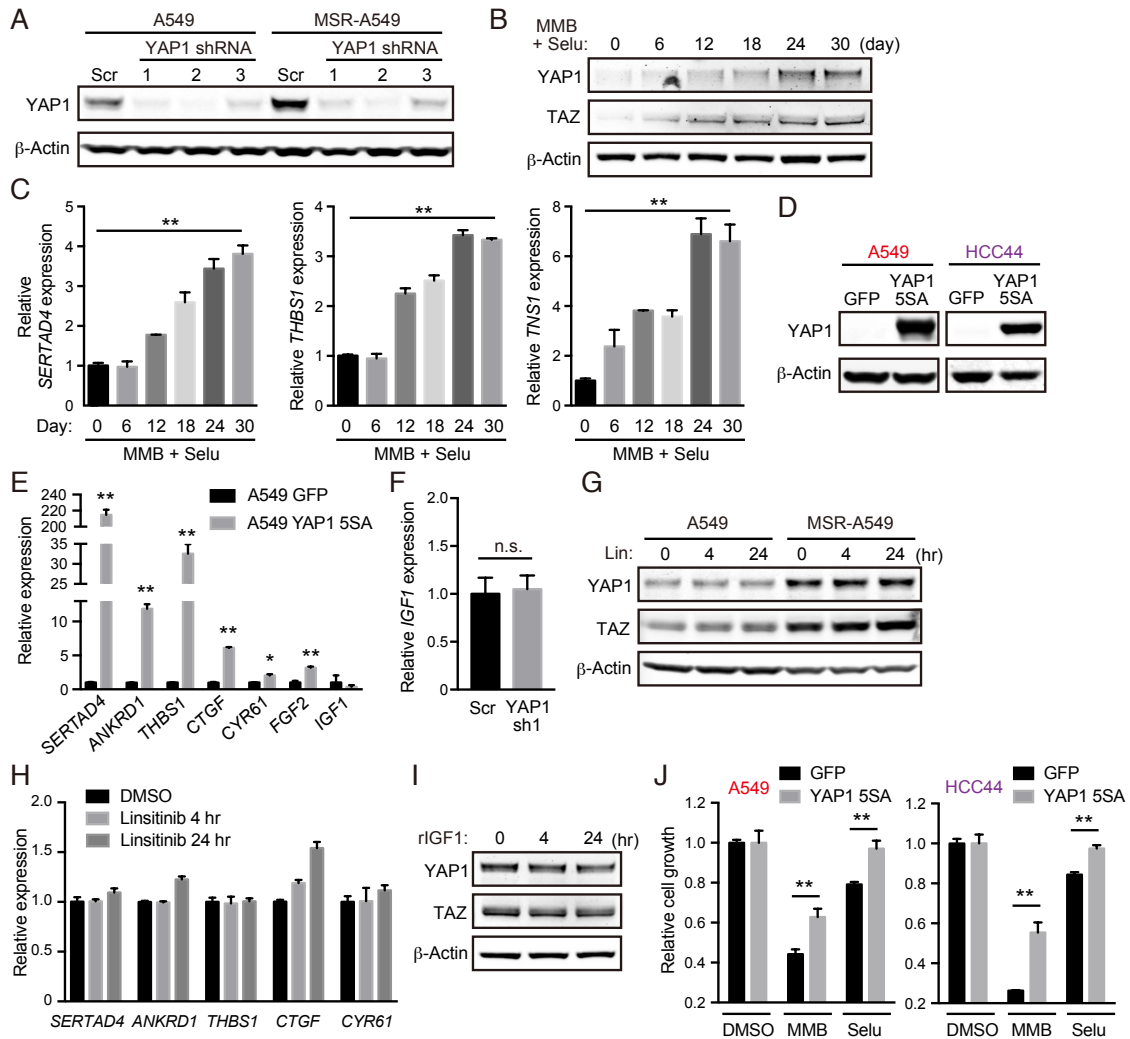 A
A549
MSR-A549
YAP1 shRNA
YAP1 shRNA
Scr 1 2 3 Scr 1 2 3
YAP1
β-Actin
B
MMB
+ Selu: 0 6 12 18 24 30 (day)
YAP1
TAZ
β-Actin
C
Relative
SERTAD4 expression
5
4
3
2
1
0
**
Day: 0 6 12 18 24 30
MMB + Selu
Relative THBS1 expression
4
3
2
1
0
**
0 6 12 18 24 30
MMB + Selu
Relative TNS1 expression
8
6
4
2
0
**
0 6 12 18 24 30
MMB + Selu
D
A549
HCC44
GFP
YAP1
5SA
GFP
YAP1
5SA
YAP1
β-Actin
E
A549 GFP
A549 YAP1 5SA
Relative expression
240
220
200
35
30
25
20
10
5
0
** ** ** ** * **
SERTAD4
ANKRD1
THBS1
CTGF
CYR61
FGF2
IGF1
F
Relative IGF1 expression
2.0
1.5
1.0
0.5
0.0
n.s.
Scr
YAP1
sh1
G
A549
MSR-A549
Lin: 0 4 24 0 4 24 (hr)
YAP1
TAZ
β-Actin
H
DMSO
Linsitinib 4 hr
Linsitinib 24 hr
Relative expression
2.0
1.5
1.0
0.5
0.0
SERTAD4 ANKRD1 THBS1 CTGF CYR61
I
rIGF1: 0 4 24 (hr)
YAP1
TAZ
β-Actin
J
A549
GFP
YAP1 5SA
Relative cell growth
1.2
1.0
0.8
0.6
0.4
0.2
**
**
DMSO MMB Selu
HCC44
GFP
YAP1 5SA
1.2
1.0
0.8
0.6
0.4
0.2
**
**
DMSO MMB Selu